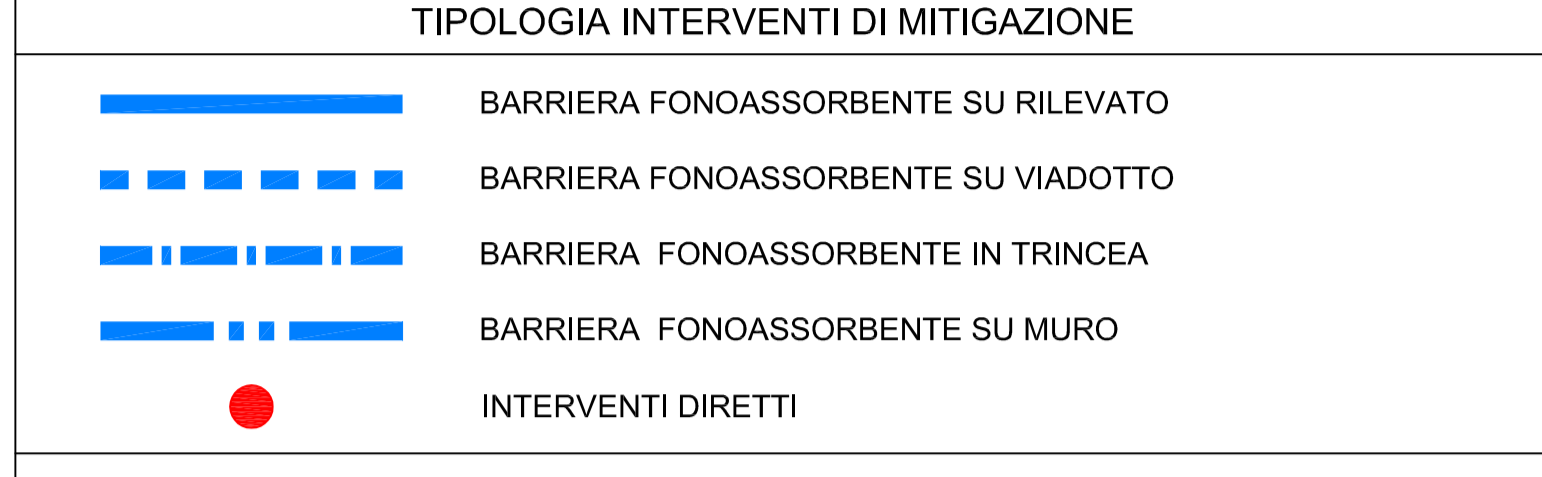 TIPOLOGIA INTERVENTI DI MITIGAZIONE
BARRIERA FONOASSORBENTE SU RILEVATO
BARRIERA FONOASSORBENTE SU VIADOTTO
BARRIERA FONOASSORBENTE IN TRINCEA
BARRIERA FONOASSORBENTE SU MURO
INTERVENTI DIRETTI